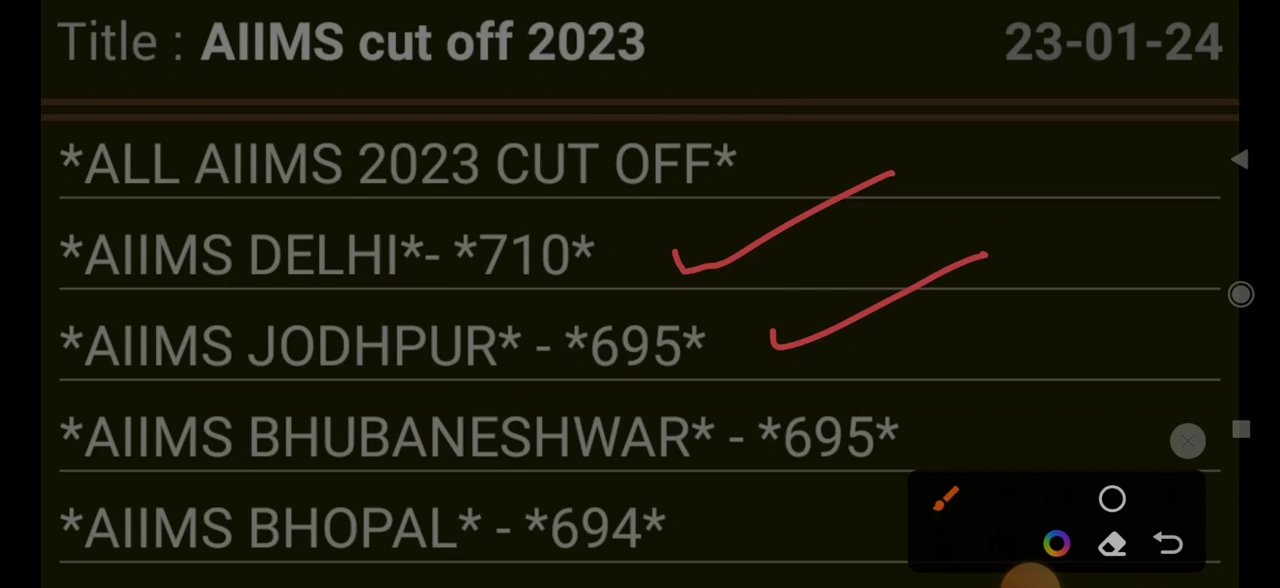 Title : AIIMS cut off 2023 23-01-24
*ALL AIIMS 2023 CUT OFF*
*AIIMS DELHI*- *710*
*AIIMS JODHPUR* - *695*
*AIIMS BHUBANESHWAR* - *695*
*AIIMS BHOPAL* - *694*